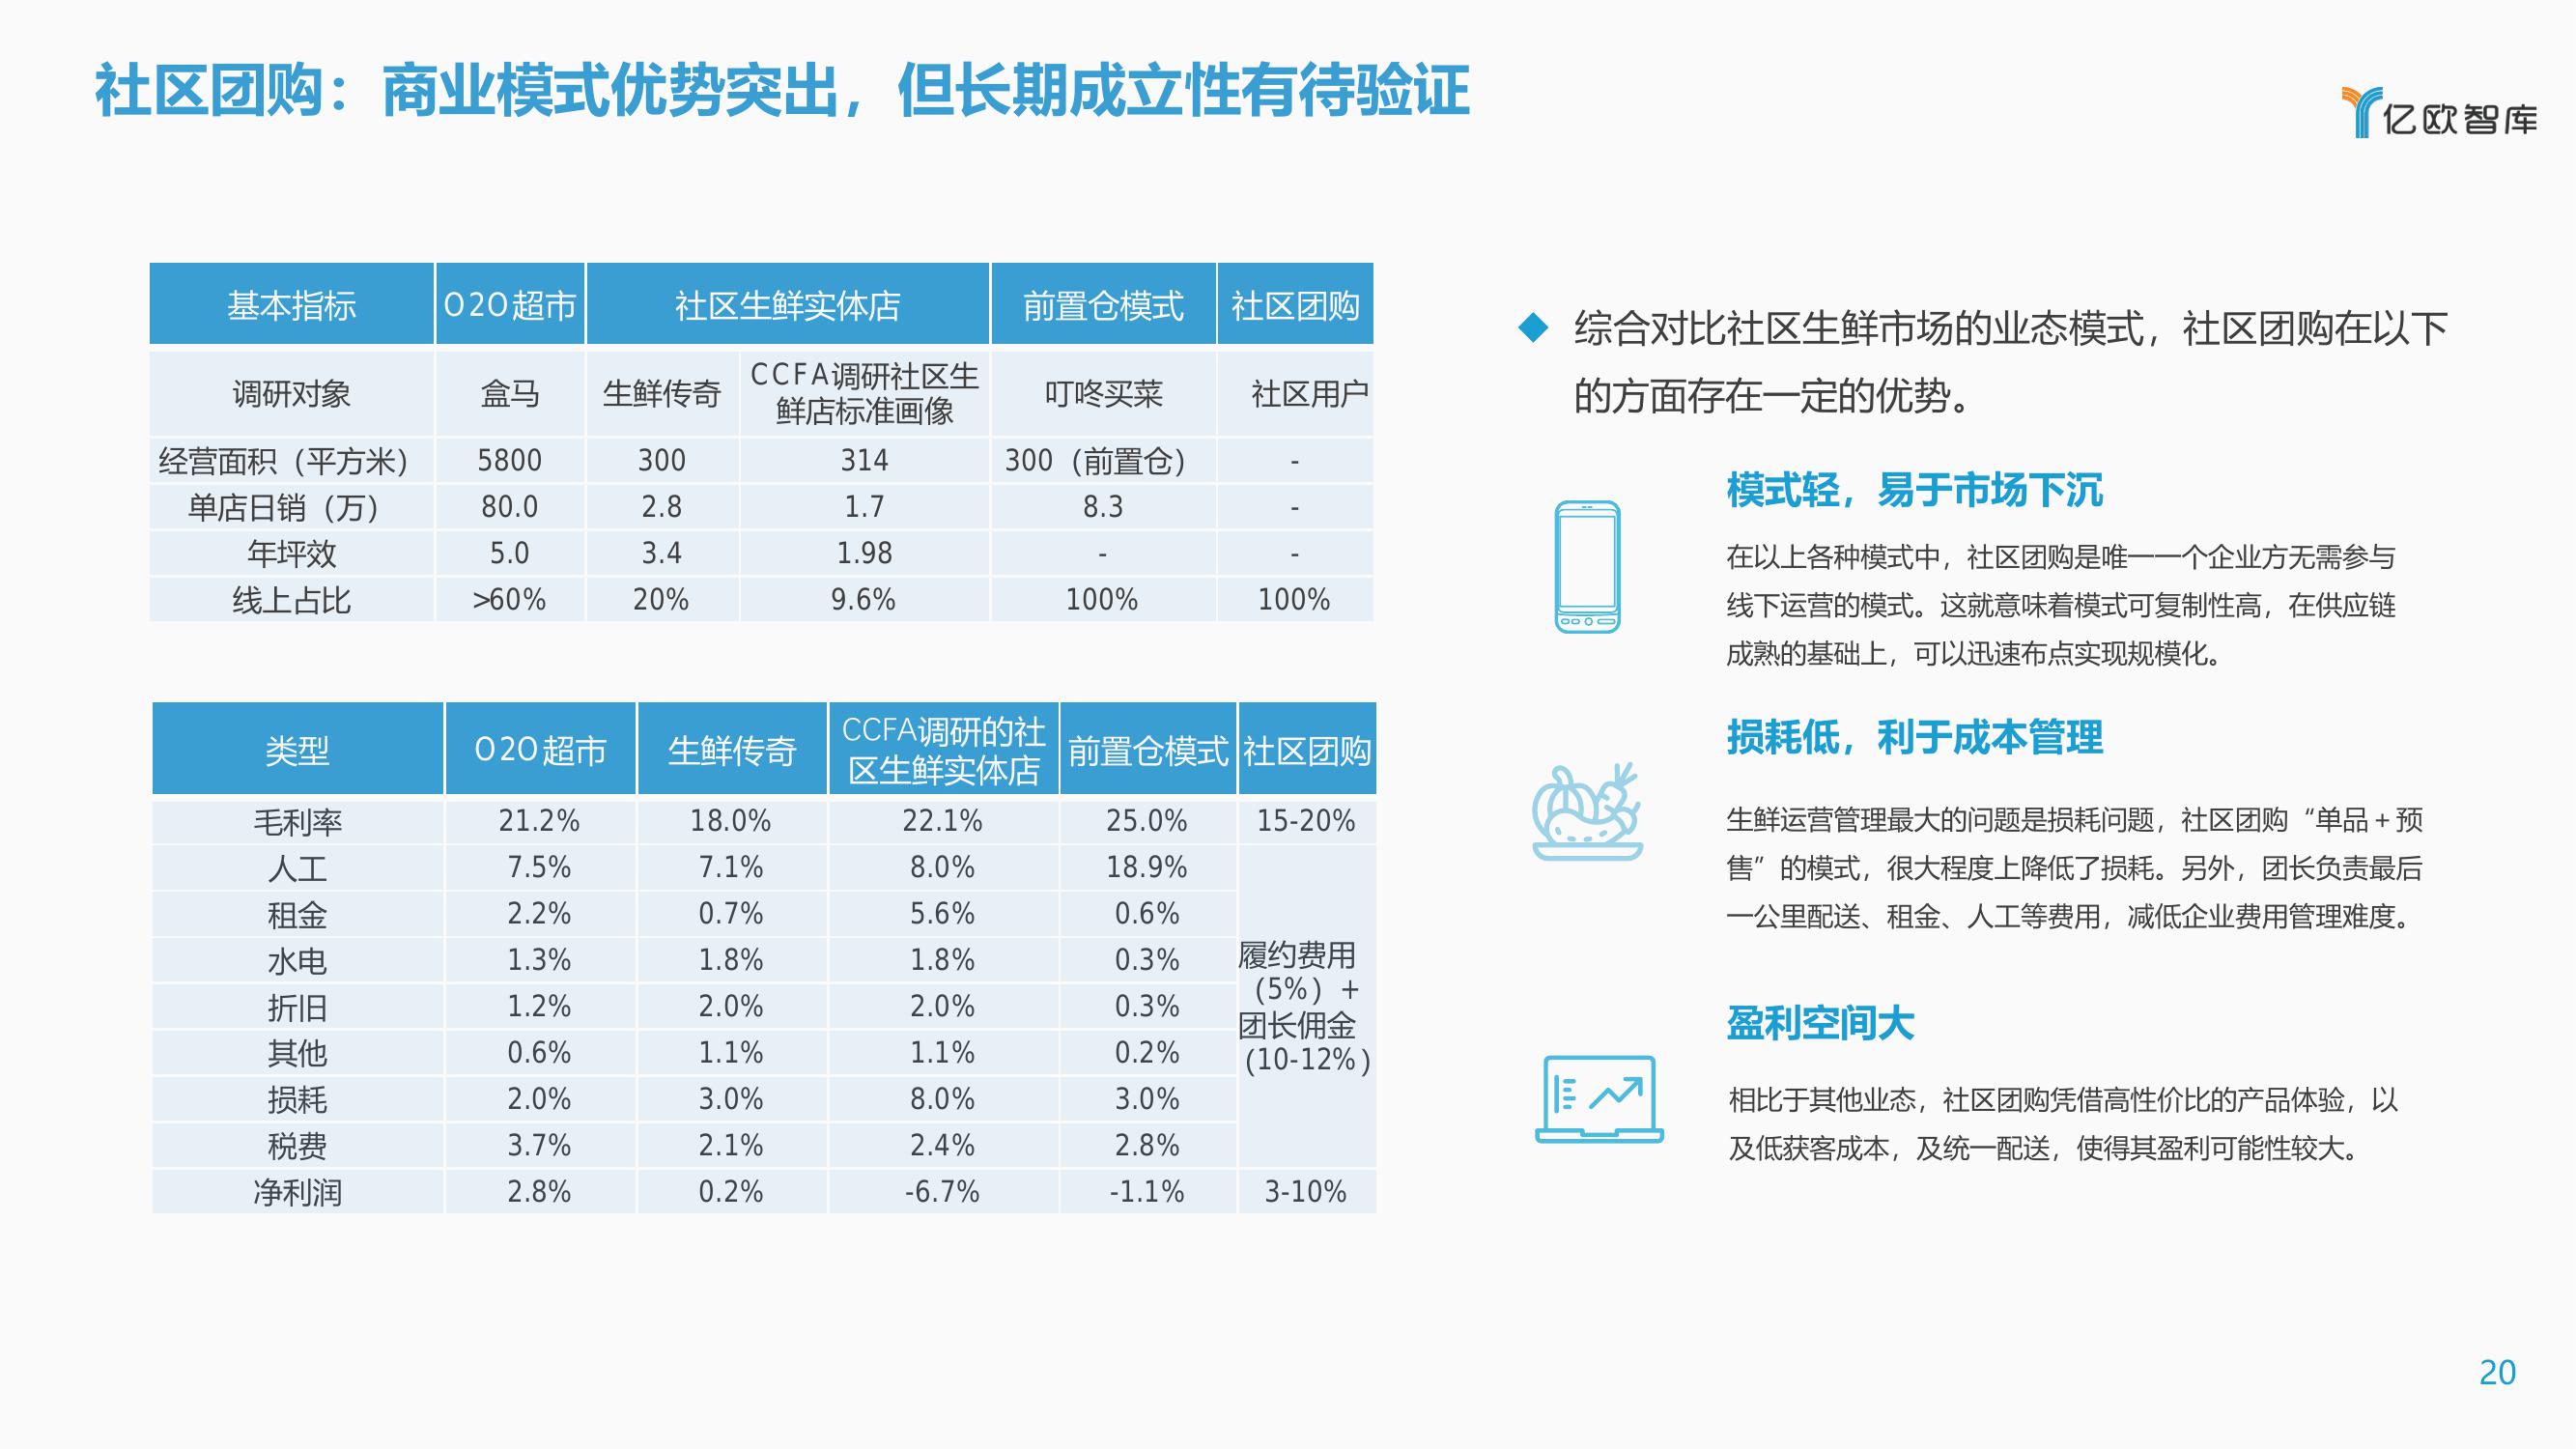 社区团购：商业模式优势突出，但长期成立性有待验证
亿欧智库
基本指标 O2O超市 社区生鲜实体店 前置仓模式 社区团购
调研对象 盒马 生鲜传奇 CCFA调研社区生鲜店标准画像 叮咚买菜 社区用户
经营面积（平方米） 5800 300 314 300（前置仓） -
单店日销（万） 80.0 2.8 1.7 8.3 -
年坪效 5.0 3.4 1.98 - -
线上占比 >60% 20% 9.6% 100% 100%
类型 O2O超市 生鲜传奇 CCFA调研的社区生鲜实体店 前置仓模式 社区团购
毛利率 21.2% 18.0% 22.1% 25.0% 15-20%
人工 7.5% 7.1% 8.0% 18.9%
租金 2.2% 0.7% 5.6% 0.6%
水电 1.3% 1.8% 1.8% 0.3%
折旧 1.2% 2.0% 2.0% 0.3%
其他 0.6% 1.1% 1.1% 0.2%
损耗 2.0% 3.0% 8.0% 3.0%
税费 3.7% 2.1% 2.4% 2.8%
履约费用
（5%）+
团长佣金
（10-12%）
净利润 2.8% 0.2% -6.7% -1.1% 3-10%
综合对比社区生鲜市场的业态模式，社区团购在以下
的方面存在一定的优势。
模式轻，易于市场下沉
在以上各种模式中，社区团购是唯一一个企业方无需参与
线下运营的模式。这就意味着模式可复制性高，在供应链
成熟的基础上，可以迅速布点实现规模化。
损耗低，利于成本管理
生鲜运营管理最大的问题是损耗问题，社区团购“单品＋预
售”的模式，很大程度上降低了损耗。另外，团长负责最后
一公里配送、租金、人工等费用，减低企业费用管理难度。
盈利空间大
相比于其他业态，社区团购凭借高性价比的产品体验，以
及低获客成本，及统一配送，使得其盈利可能性较大。
20